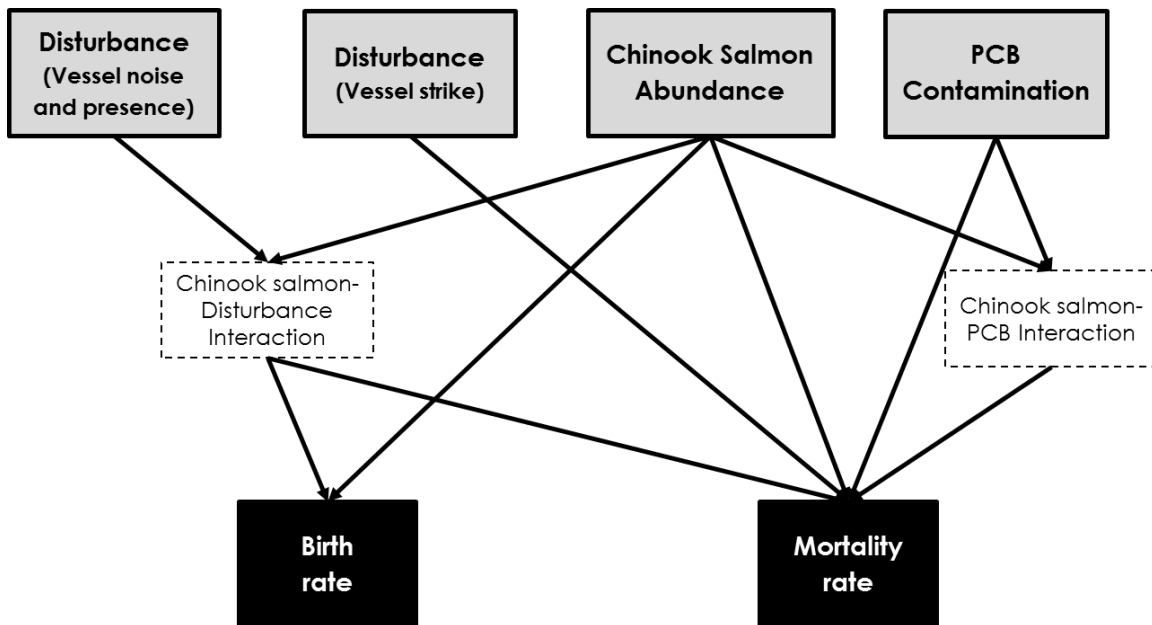 Disturbance
(Vessel noise
and presence)
Disturbance
(Vessel strike)
Chinook Salmon
Abundance
PCB
Contamination
Chinook salmon-
Disturbance
Interaction
Chinook salmon-
PCB Interaction
Birth
rate
Mortality
rate